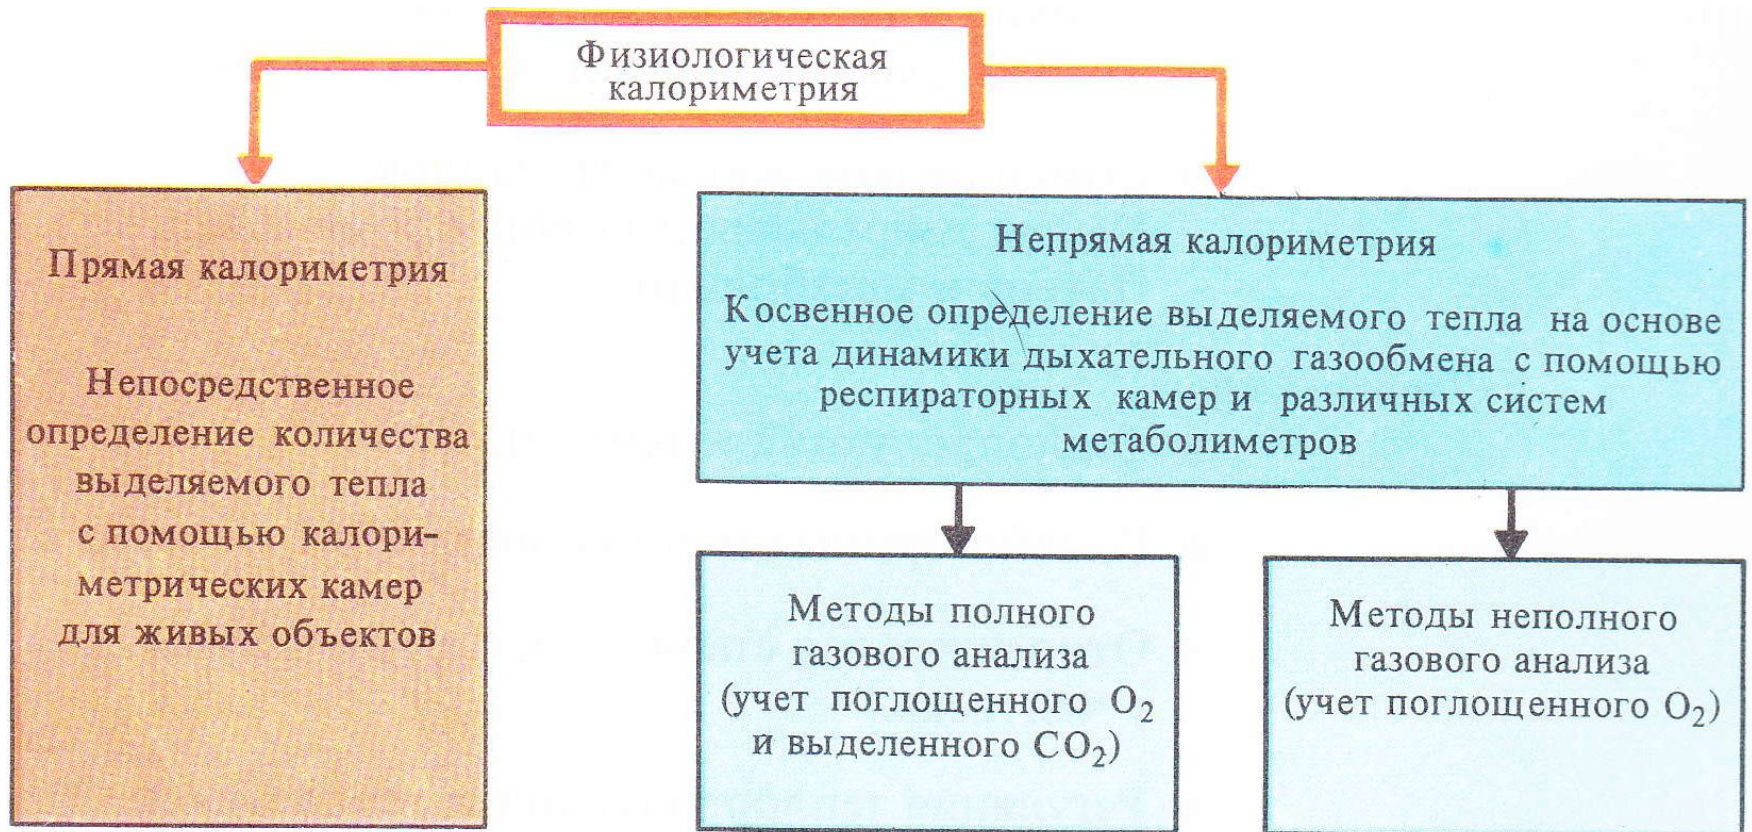 Физиологическая
калориметрия
Прямая калориметрия
Непосредственное
определение количества
выделяемого тепла
с помощью калори-
метрических камер
для живых объектов
Непрямая калориметрия
Косвенное определение выделяемого тепла на основе
учета динамики дыхательного газообмена с помощью
респираторных камер и различных систем
метаболиметров
Методы полного
газового анализа
(учет поглощенного O₂
и выделенного CO₂)
Методы неполного
газового анализа
(учет поглощенного O₂)